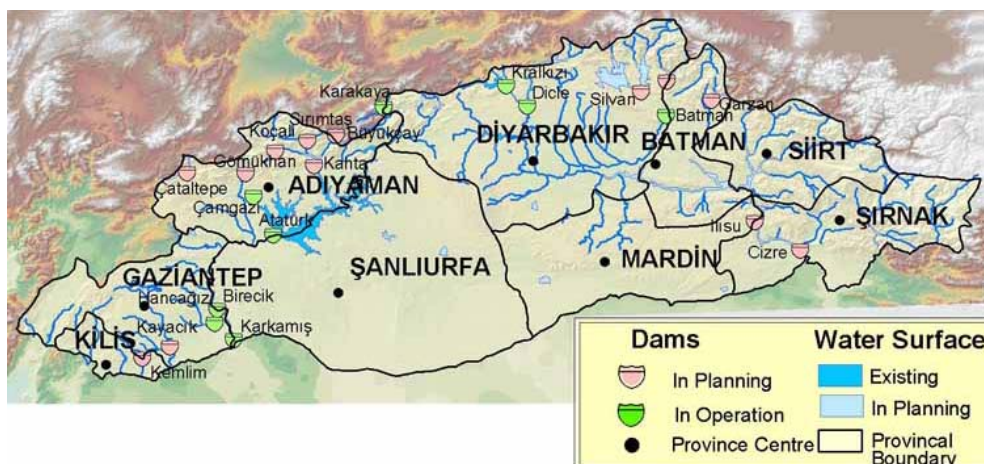 Kralkızı
Karakaya
Dicle
Silvan
Garzan
Sırımtaş
Koçali
Büyükçay
Batman
DİYARBAKIR
BATMAN
SİİRT
Gömükhan
Kahta
Çataltepe
ADIYAMAN
Çamgazi
Atatürk
Ilısu
ŞIRNAK
Cizre
MARDİN
ŞANLIURFA
GAZİANTEP
Hancağız
Birecik
Kayacık
Karkamış
KİLİS
Kemlim
Dams
Water Surface
In Planning
Existing
In Operation
In Planning
Province Centre
Provincal
Boundary